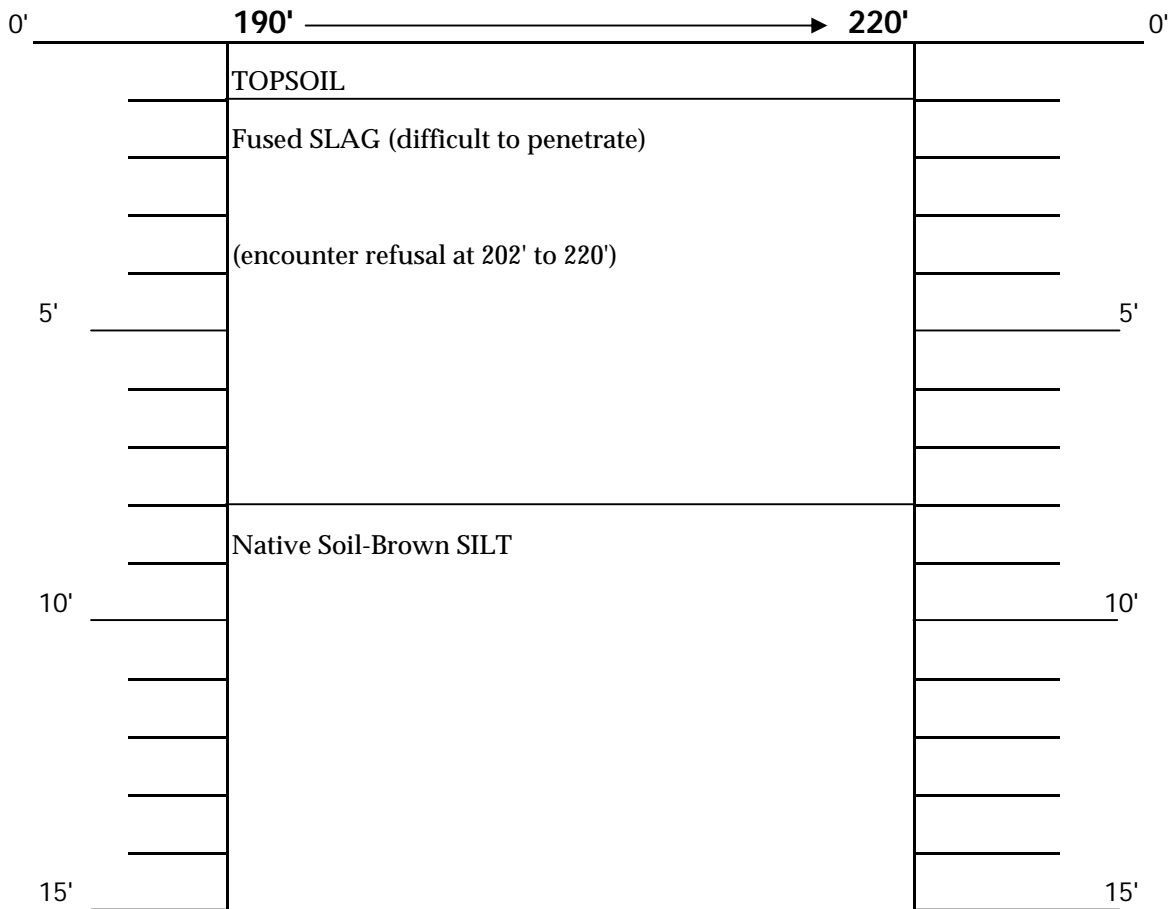 0' 190' 220' 0'
TOPSOIL
Fused SLAG (difficult to penetrate)
(encounter refusal at 202' to 220')
5' 5'
Native Soil-Brown SILT
10' 10'
15' 15'